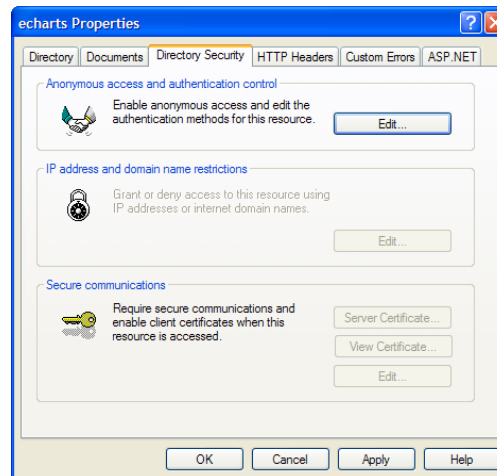 echarts Properties
Directory Documents Directory Security HTTP Headers Custom Errors ASP.NET
Anonymous access and authentication control
Enable anonymous access and edit the
authentication methods for this resource.
Edit...
IP address and domain name restrictions
Grant or deny access to this resource using
IP addresses or internet domain names.
Edit...
Secure communications
Require secure communications and
enable client certificates when this
resource is accessed.
Server Certificate...
View Certificate...
Edit...
OK Cancel Apply Help